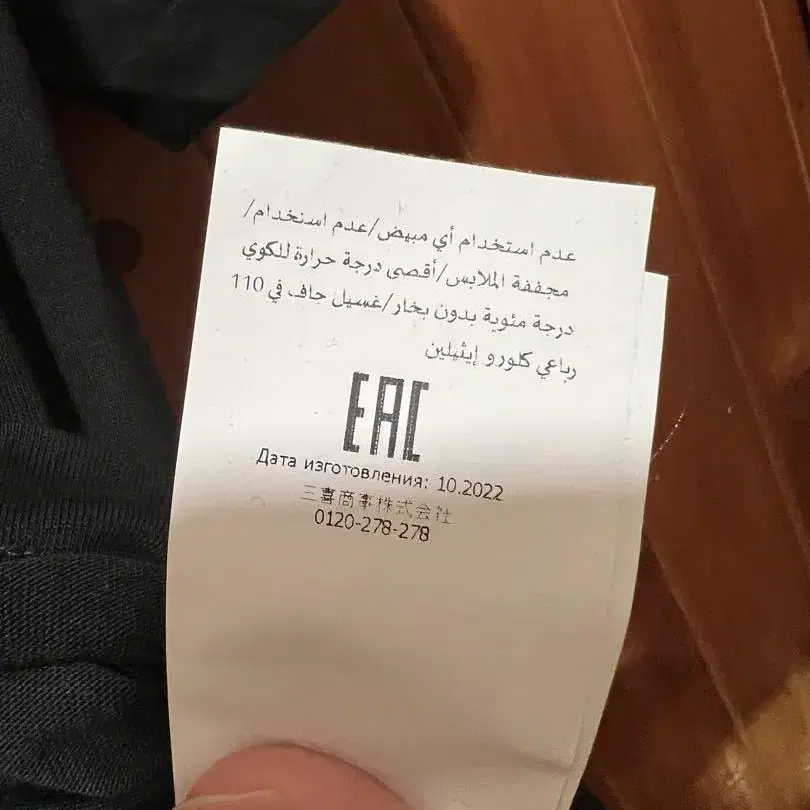 عدم استخدام أي مبيض/عدم استخدام/
مجففة الملابس/أقصى درجة حرارة للكوي
درجة مئوية بدون بخار/غسيل جاف في 110
رباعي كلورو إيثيلين
EAC
Дата изготовления: 10.2022
三喜商事株式会社
0120-278-278